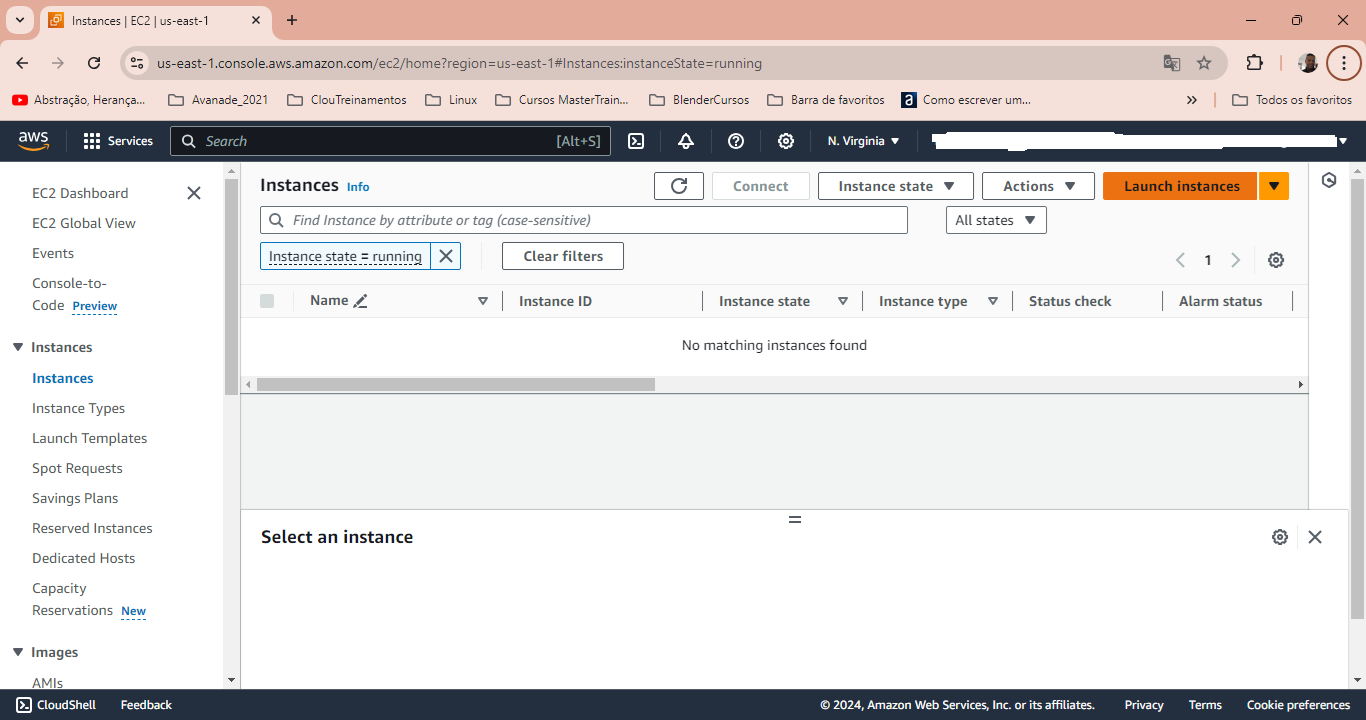 Instances | EC2 | us-east-1
us-east-1.console.aws.amazon.com/ec2/home?region=us-east-1#Instances:instanceState=running
Abstração, Herança... Avanade_2021 ClouTreinamentos Linux Cursos MasterTrain... BlenderCursos Barra de favoritos Como escrever um... » Todos os favoritos
aws Services Search [Alt+S] N. Virginia
EC2 Dashboard
EC2 Global View
Events
Console-to-
Code Preview
Instances
Instances
Instance Types
Launch Templates
Spot Requests
Savings Plans
Reserved Instances
Dedicated Hosts
Capacity
Reservations New
Images
AMIs
Instances Info Connect Instance state Actions Launch instances
Find Instance by attribute or tag (case-sensitive) All states
Instance state = running Clear filters 1
Name Instance ID Instance state Instance type Status check Alarm status
No matching instances found
Select an instance
CloudShell Feedback © 2024, Amazon Web Services, Inc. or its affiliates. Privacy Terms Cookie preferences